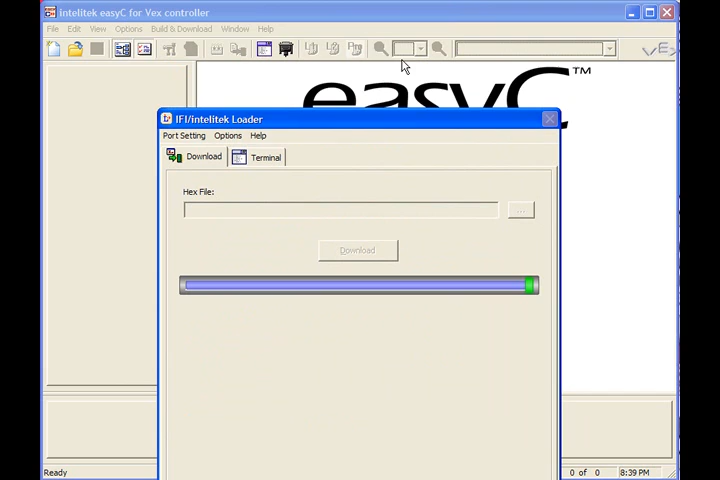 intelitek easyC for Vex controller
File Edit View Options Build & Download Window Help
easyC™
IFI/intelitek Loader
Port Setting Options Help
Download Terminal
Hex File:
...
Download
Ready
0 of 0 8:39 PM